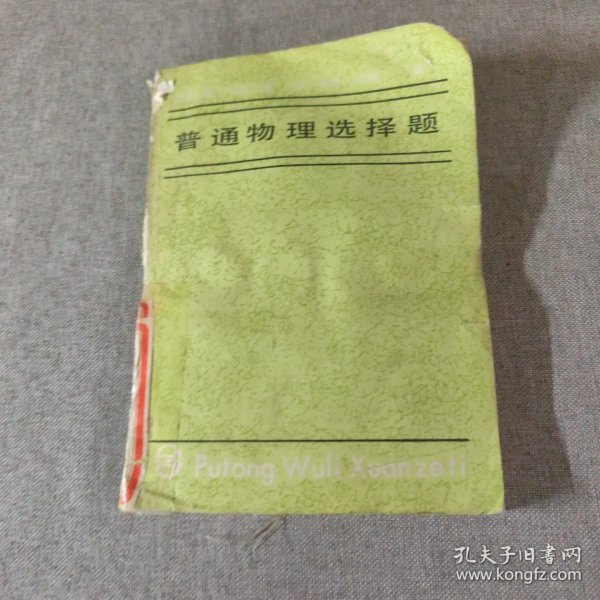 普通物理选择题
Putong Wuli Xuanzeti
孔夫子旧书网
www.kongfz.com